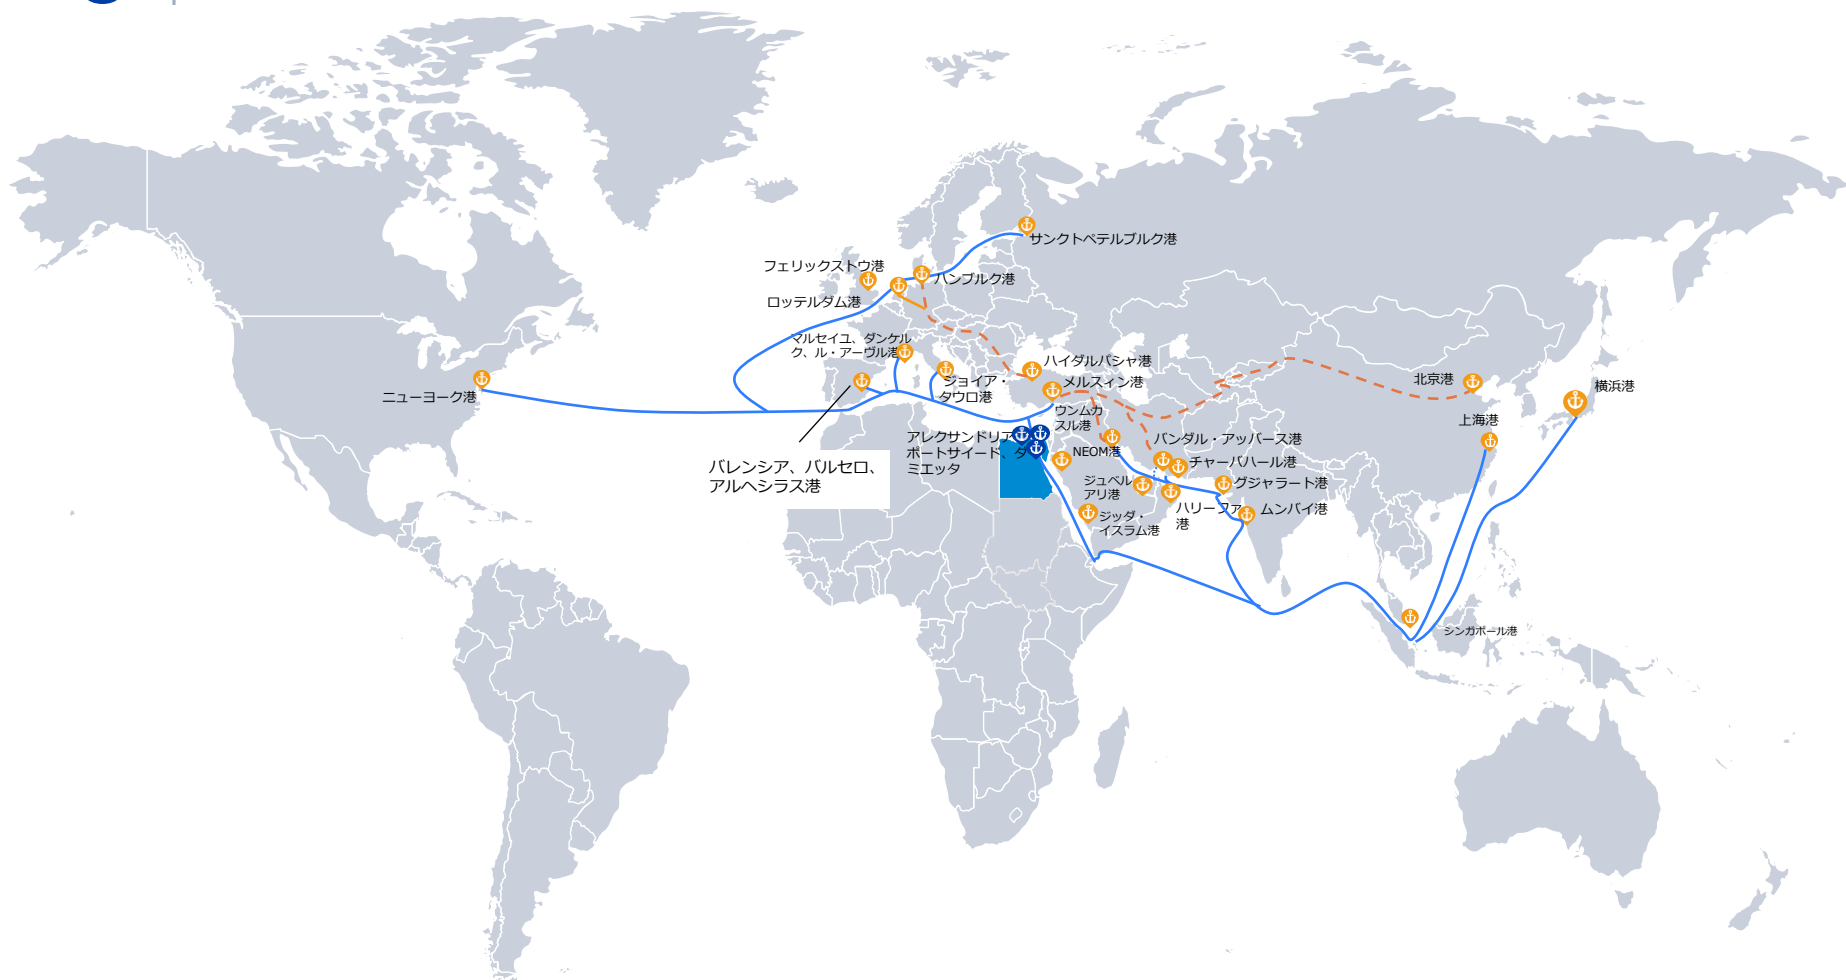 サンクトペテルブルク港
フェリックストウ港
ハンブルク港
ロッテルダム港
マルセイユ、ダンケル
ク、ル・アーヴル港
ハイダルパシャ港
ジョイア・
タウロ港
メルスィン港
北京港
横浜港
ニューヨーク港
ウンムカ
スル港
上海港
アレクサンドリア
ポートサイード、ダ
ミエッタ
NEOM港
バンダル・アッバース港
チャーバハール港
バレンシア、バルセロ、
アルヘシラス港
ジュベル
アリ港
グジャラート港
ハリーファ
港
ムンバイ港
ジッダ・
イスラム港
シンガポール港